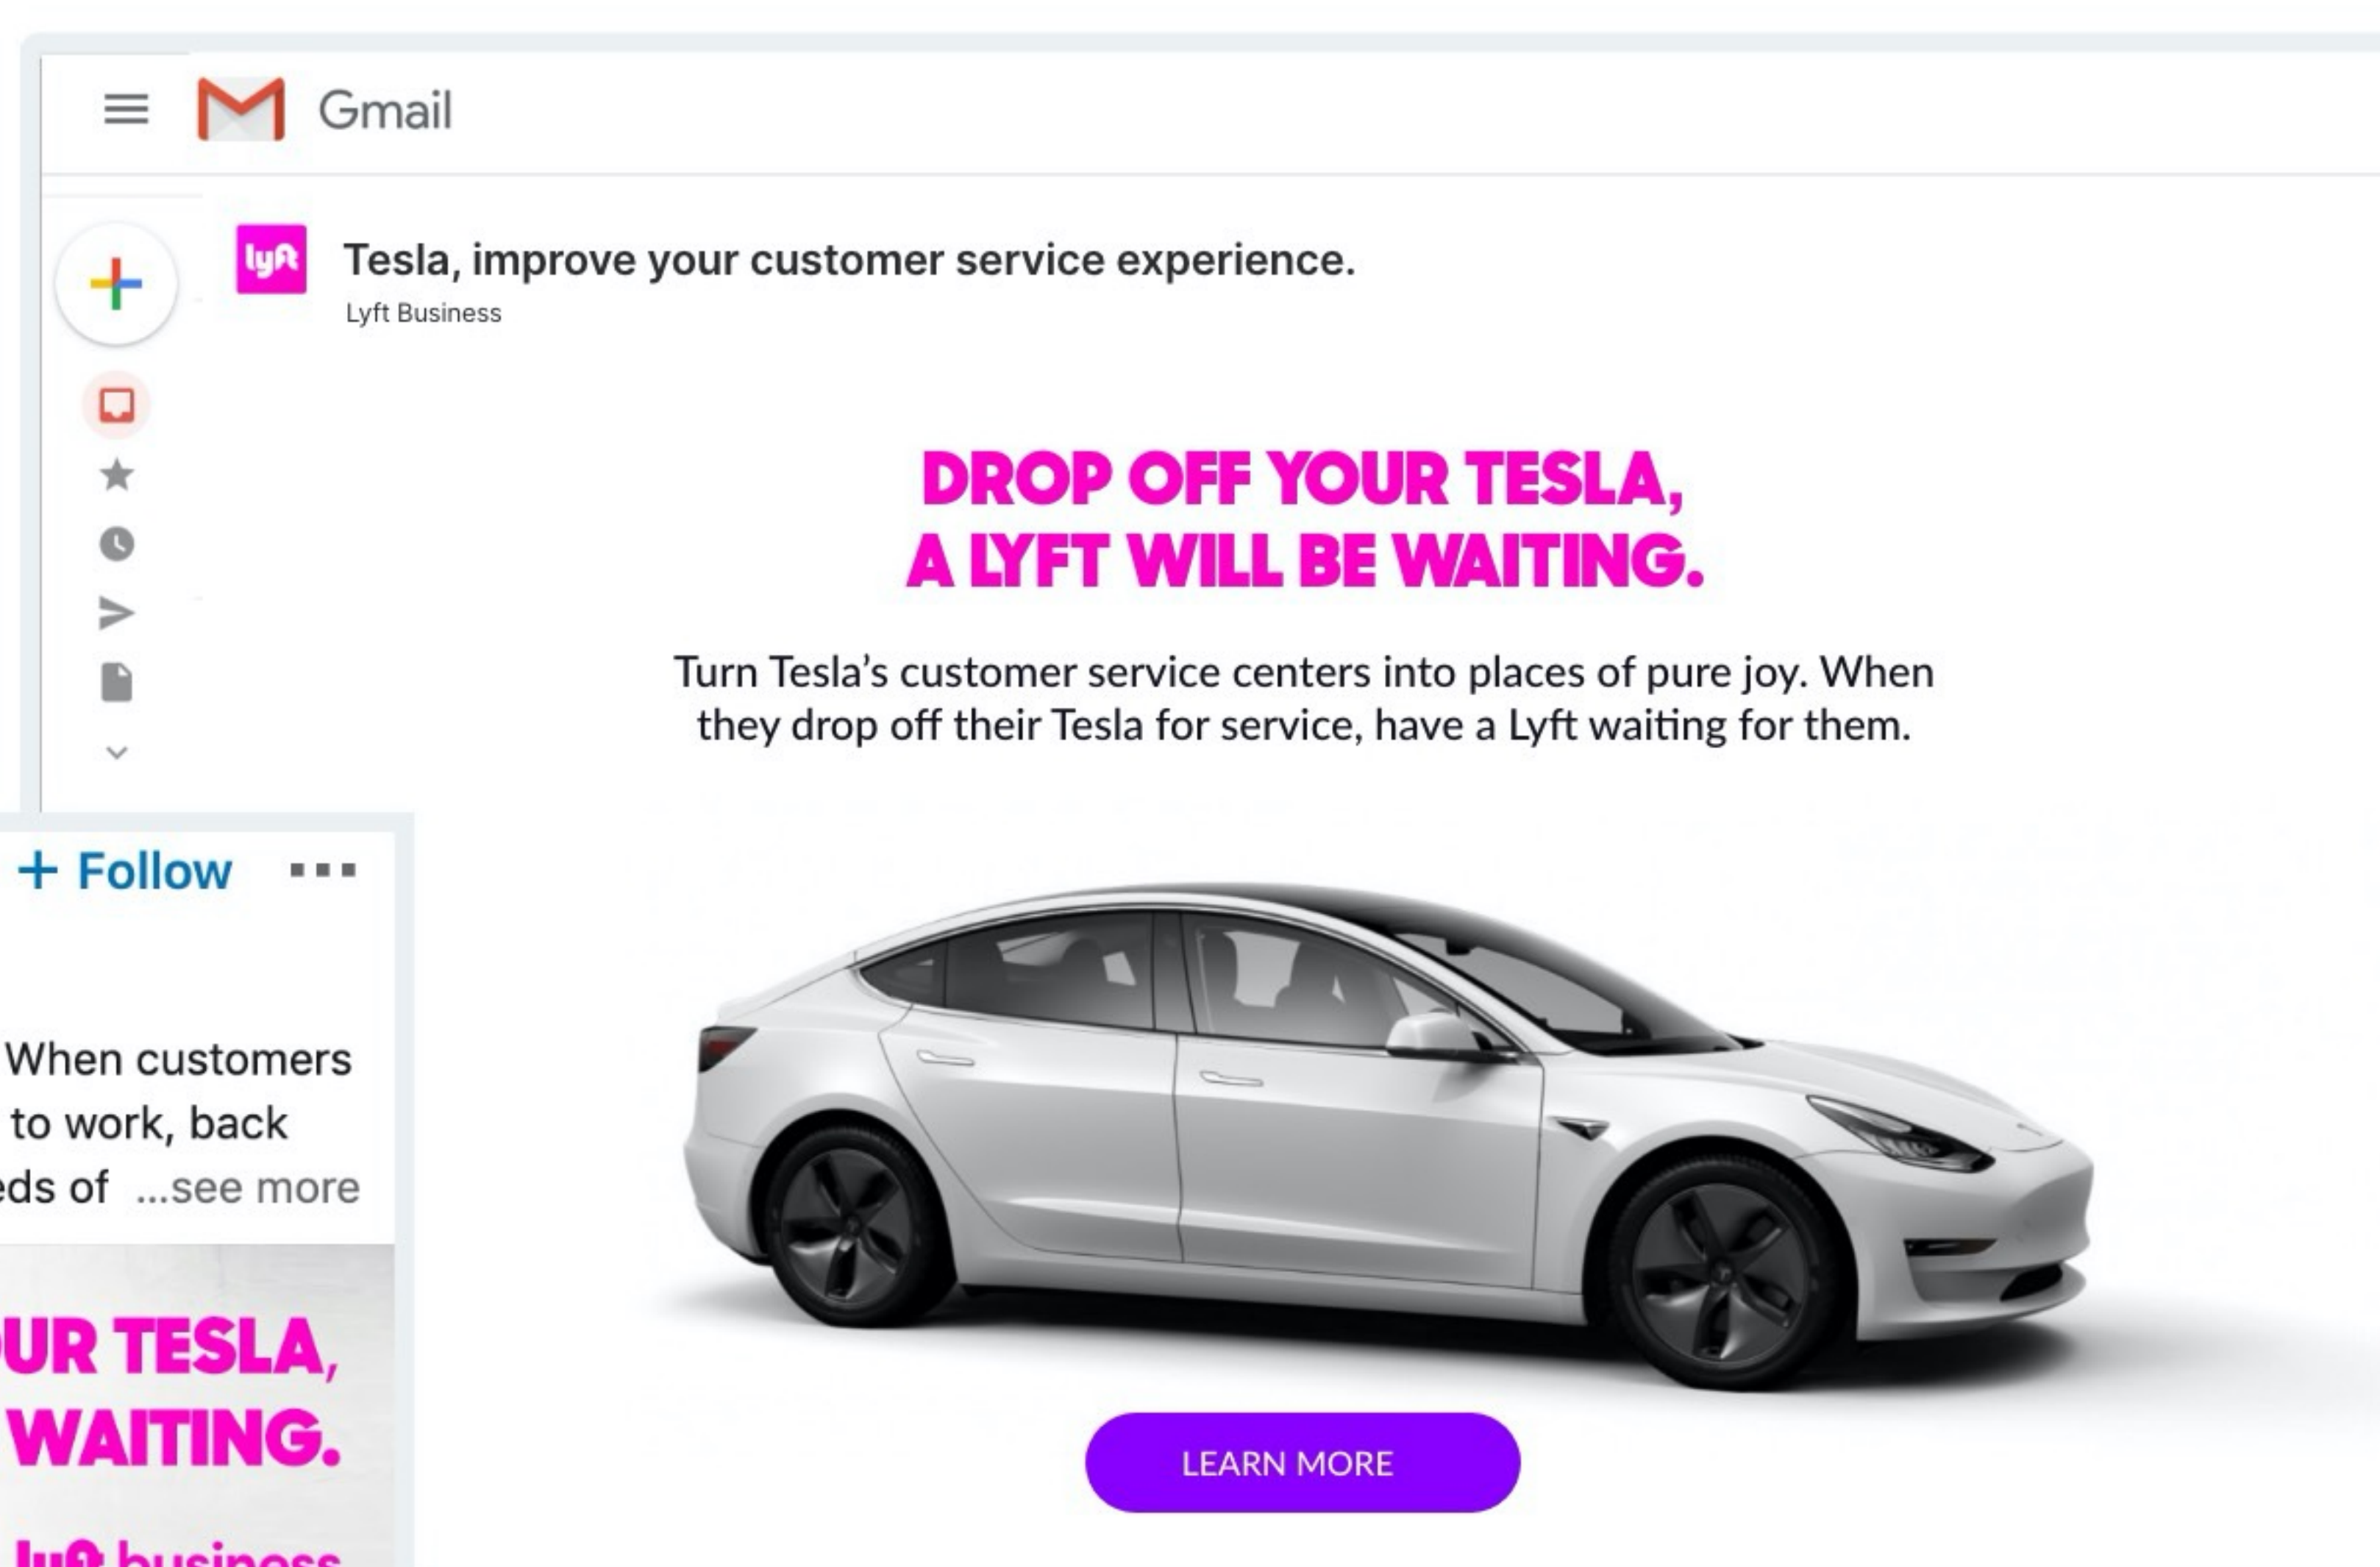 Gmail
lyft
Tesla, improve your customer service experience.
Lyft Business
DROP OFF YOUR TESLA,
A LYFT WILL BE WAITING.
Turn Tesla’s customer service centers into places of pure joy. When
they drop off their Tesla for service, have a Lyft waiting for them.
LEARN MORE
+ Follow
When customers
to work, back
eds of ...see more
UR TESLA,
WAITING.
lyft business